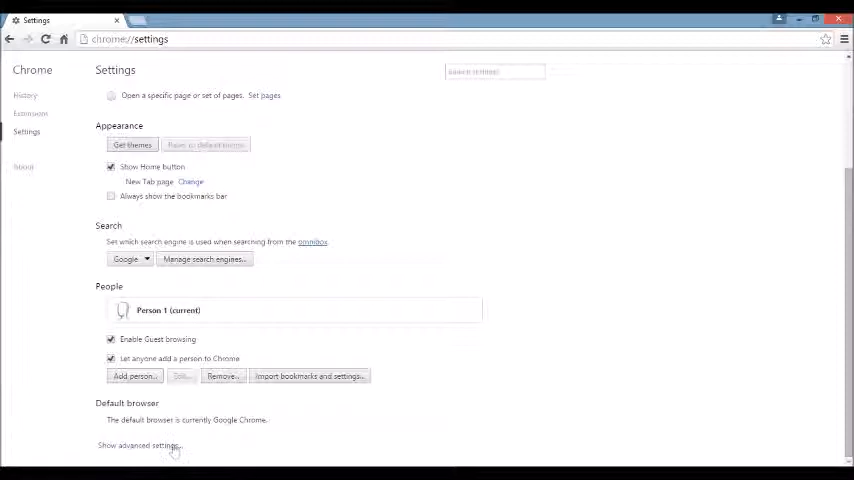 Settings
chrome://settings
Chrome
Settings
History
Open a specific page or set of pages. Set pages
Extensions
Settings
Appearance
Get themes
Show Home button
New Tab page Change
Always show the bookmarks bar
Search
Set which search engine is used when searching from the omnibox.
Google Manage search engines...
People
Person 1 (current)
Enable Guest browsing
Let anyone add a person to Chrome
Add person... Edit... Remove... Import bookmarks and settings...
Default browser
The default browser is currently Google Chrome.
Show advanced settings...